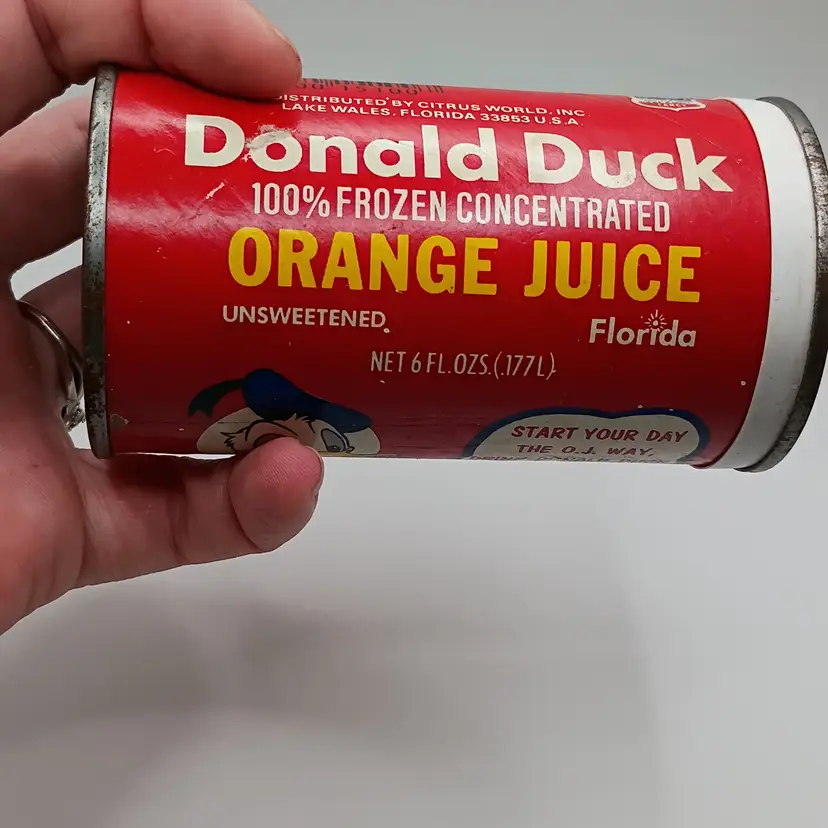 DISTRIBUTED BY CITRUS WORLD, INC
LAKE WALES, FLORIDA 33853 U.S.A.
Donald Duck
100% FROZEN CONCENTRATED
ORANGE JUICE
UNSWEETENED
Florida
NET 6 FL.OZS.(.177L)
START YOUR DAY
THE O.J. WAY,